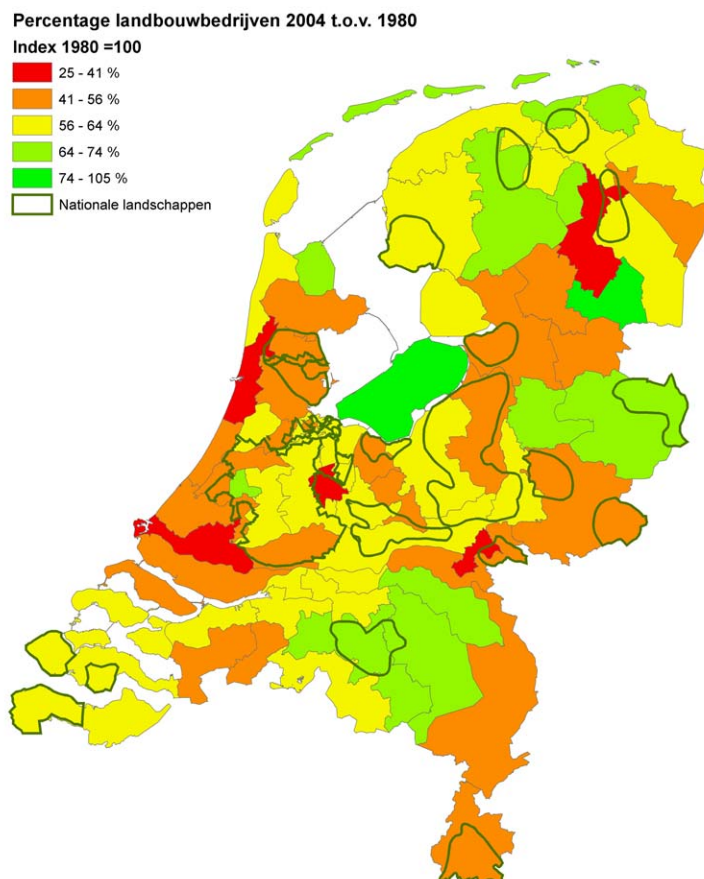 Percentage landbouwbedrijven 2004 t.o.v. 1980
Index 1980 =100
25 - 41 %
41 - 56 %
56 - 64 %
64 - 74 %
74 - 105 %
Nationale landschappen